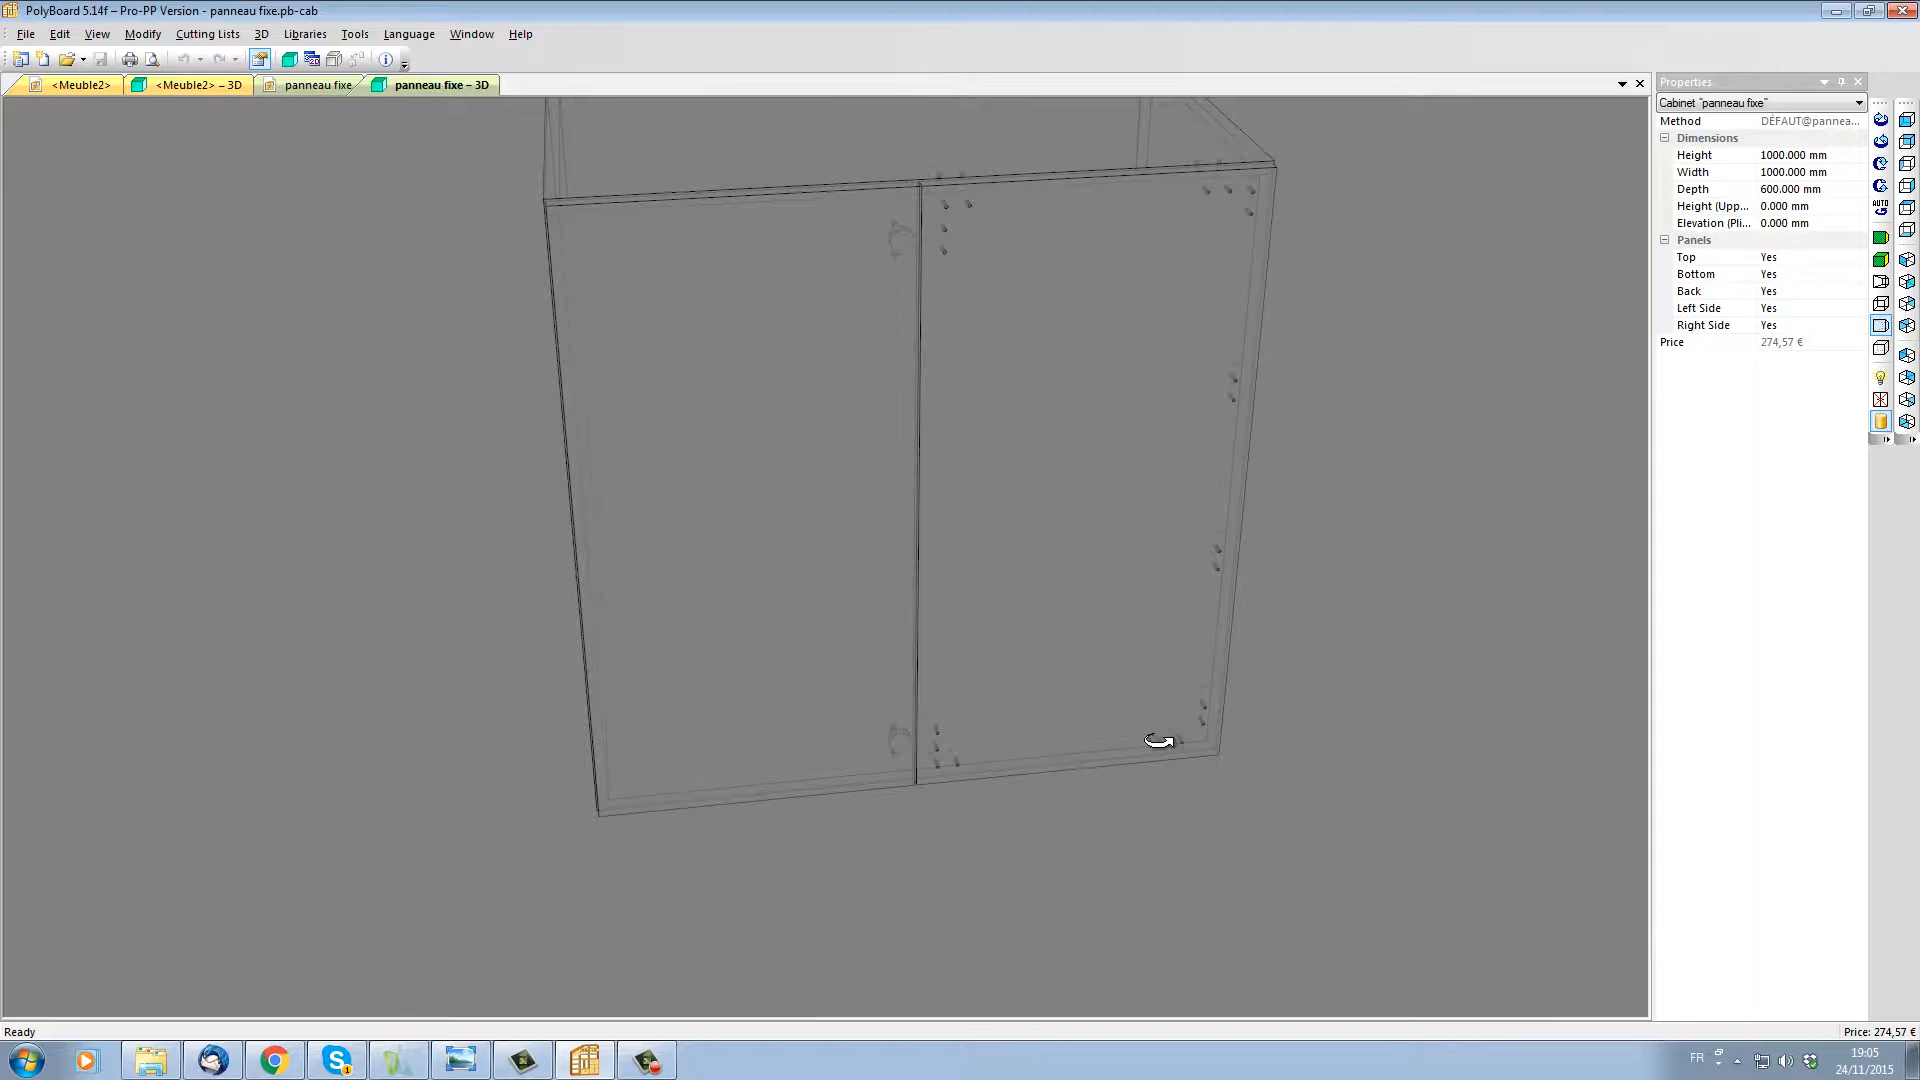 PolyBoard 5.14f – Pro-PP Version - panneau fixe.pb-cab
File Edit View Modify Cutting Lists 3D Libraries Tools Language Window Help
<Meuble2> <Meuble2> – 3D panneau fixe panneau fixe – 3D
Properties
Cabinet "panneau fixe"
Method DÉFAUT@pannea...
Dimensions
Height 1000.000 mm
Width 1000.000 mm
Depth 600.000 mm
Height (Upp... 0.000 mm
Elevation (Pli... 0.000 mm
Panels
Top Yes
Bottom Yes
Back Yes
Left Side Yes
Right Side Yes
Price 274,57 €
AUTO
Ready Price: 274,57 €
FR 19:05
24/11/2015